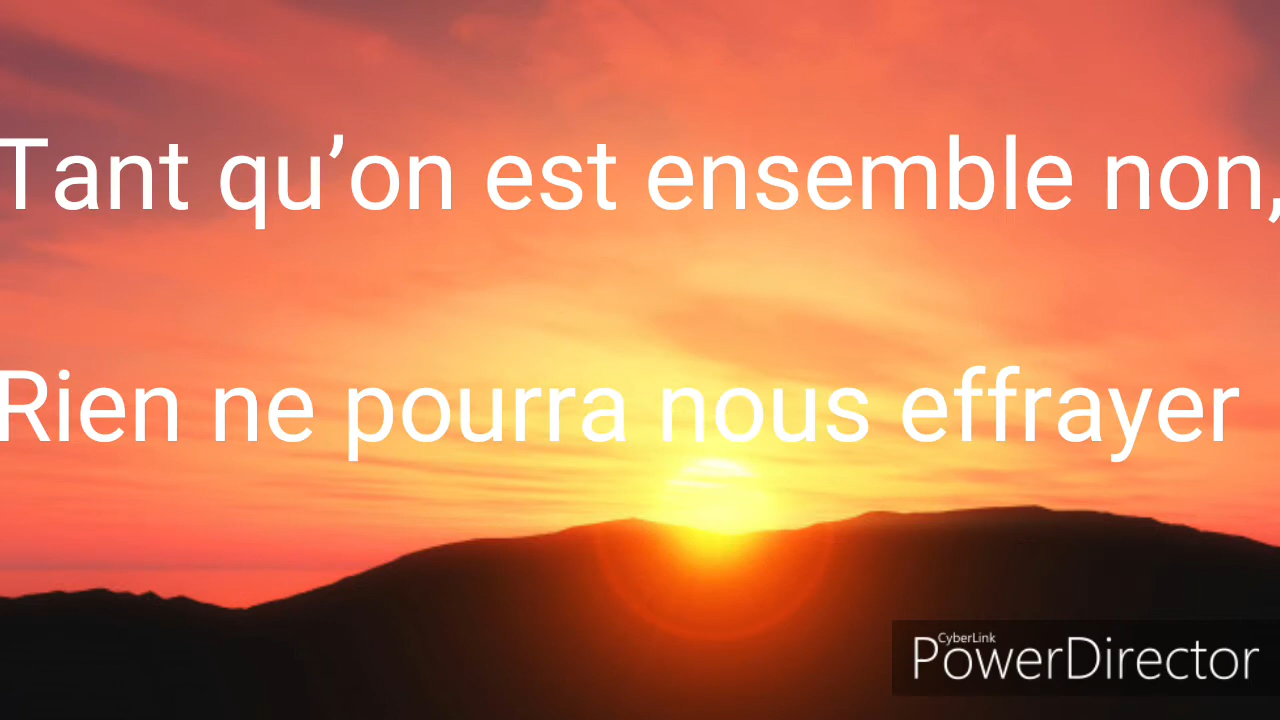 Tant qu’on est ensemble non,
Rien ne pourra nous effrayer
CyberLink
PowerDirector